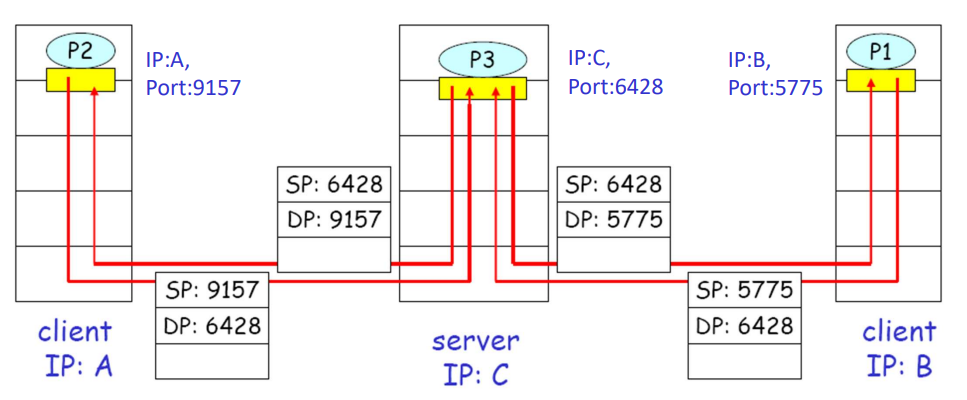 P2
IP:A,
Port:9157
P3
IP:C,
Port:6428
IP:B,
Port:5775
P1
SP: 6428
DP: 9157
SP: 6428
DP: 5775
SP: 9157
DP: 6428
SP: 5775
DP: 6428
client
IP: A
server
IP: C
client
IP: B